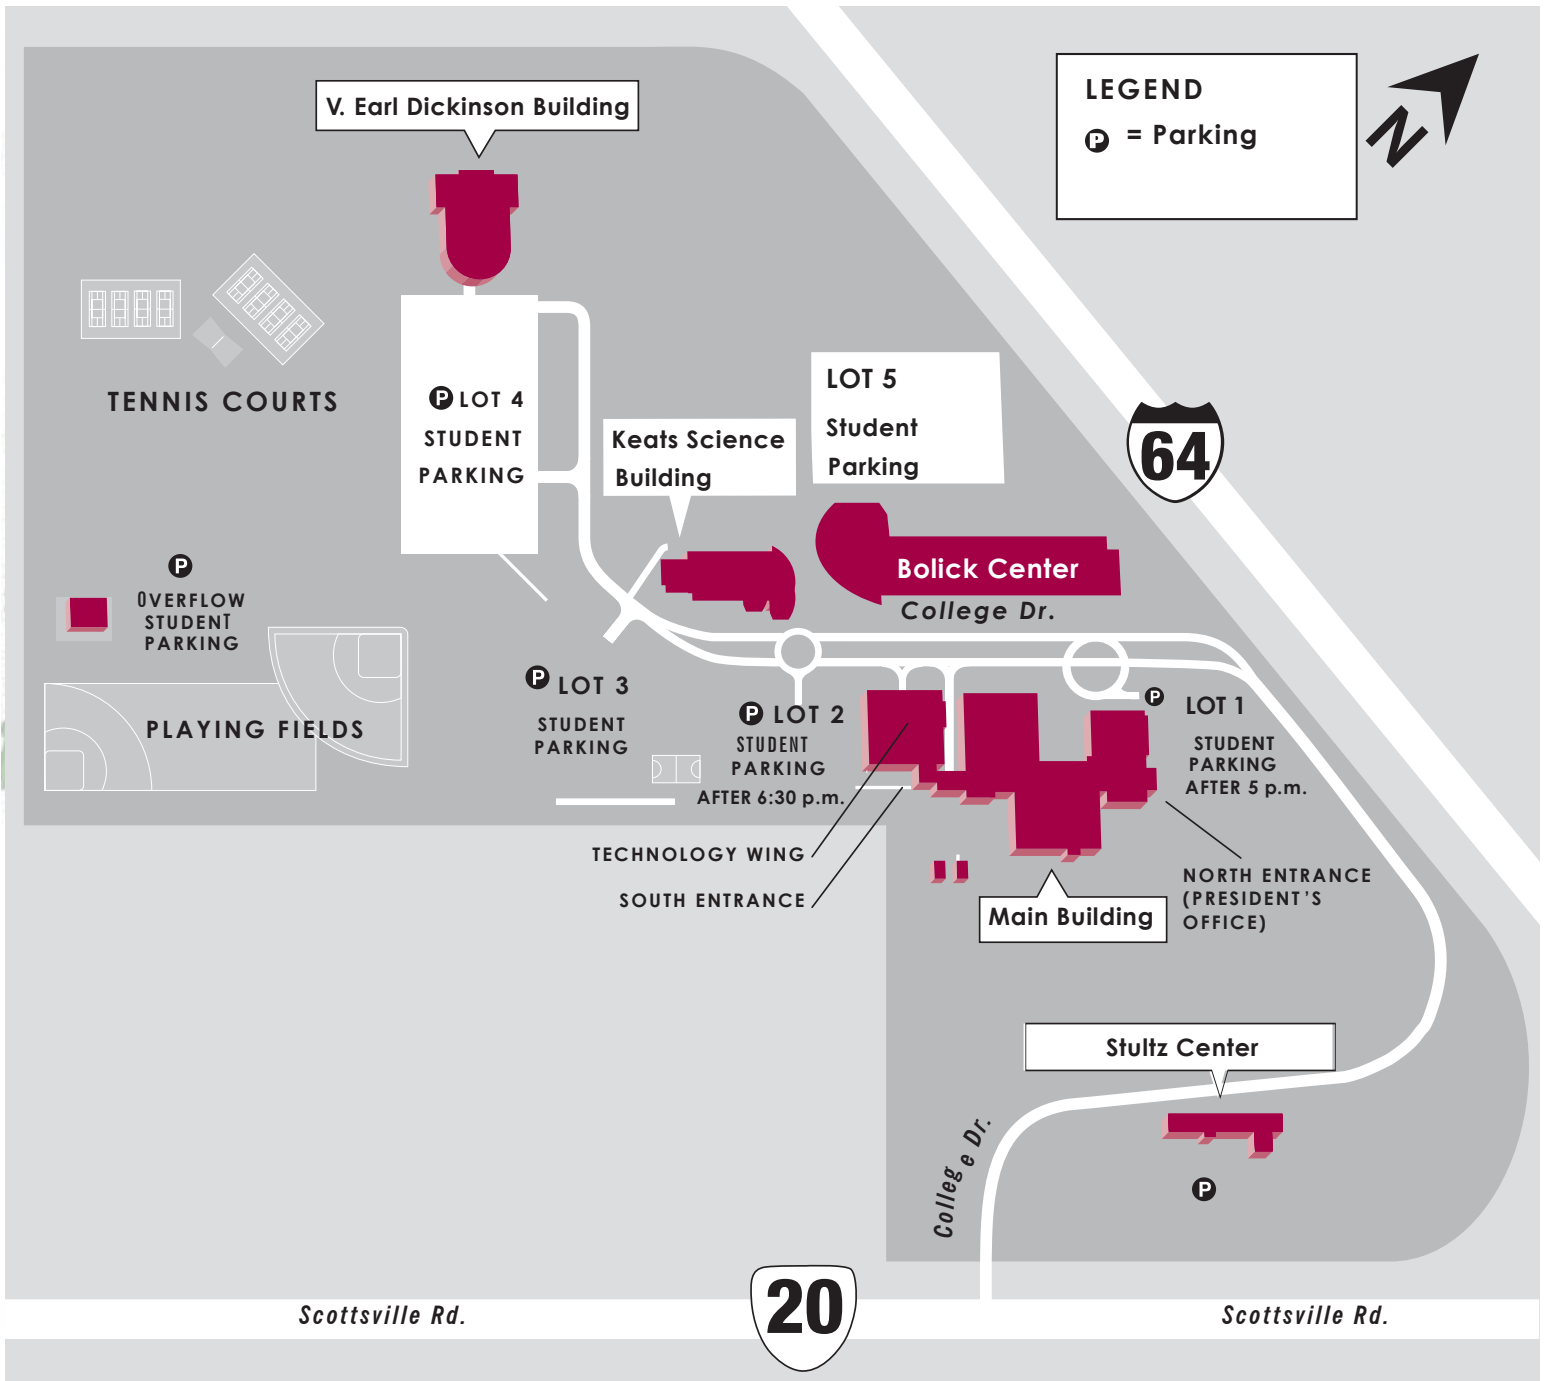 V. Earl Dickinson Building
LEGEND
P = Parking
N
TENNIS COURTS
P LOT 4
STUDENT
PARKING
LOT 5
Student
Parking
Keats Science
Building
64
Bolick Center
College Dr.
P
OVERFLOW
STUDENT
PARKING
PLAYING FIELDS
P LOT 3
STUDENT
PARKING
P LOT 2
STUDENT
PARKING
AFTER 6:30 p.m.
P LOT 1
STUDENT
PARKING
AFTER 5 p.m.
TECHNOLOGY WING
SOUTH ENTRANCE
NORTH ENTRANCE
(PRESIDENT'S
OFFICE)
Main Building
Stultz Center
College Dr.
P
Scottsville Rd.
20
Scottsville Rd.